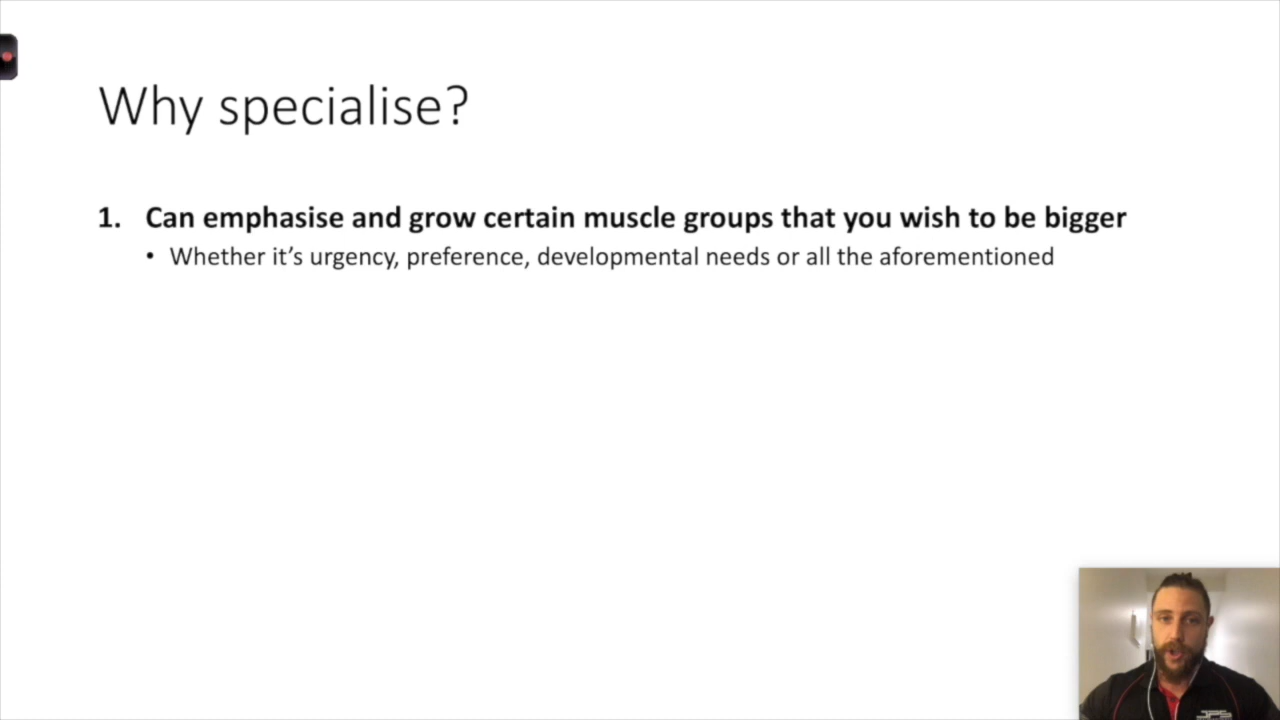 Why specialise?
1. Can emphasise and grow certain muscle groups that you wish to be bigger
• Whether it’s urgency, preference, developmental needs or all the aforementioned